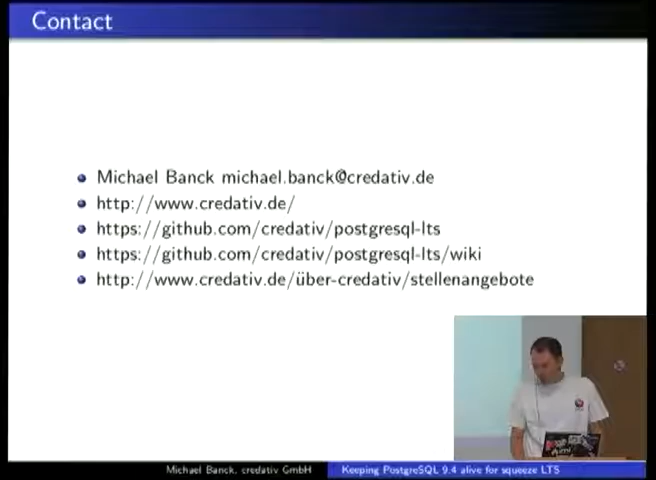 Contact
Michael Banck michael.banck@credativ.de
http://www.credativ.de/
https://github.com/credativ/postgresql-lts
https://github.com/credativ/postgresql-lts/wiki
http://www.credativ.de/über-credativ/stellenangebote
Michael Banck, credativ GmbH
Keeping PostgreSQL 9.4 alive for squeeze LTS